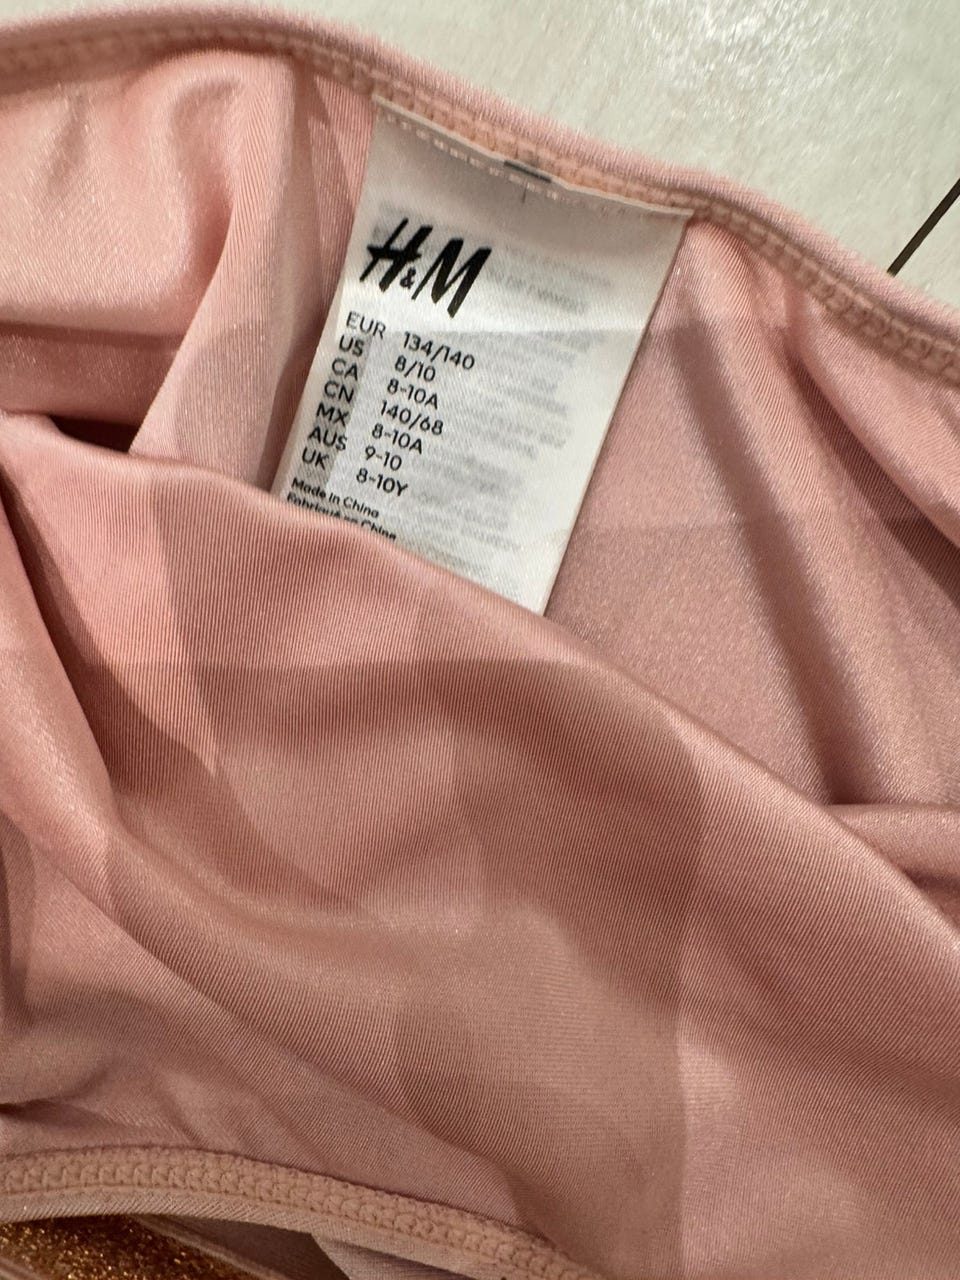 H&M
EUR 134/140
US 8/10
CA 8-10A
CN 140/68
MX 8-10A
AUS 9-10
UK 8-10Y
Made in China
Fabriqué en Chine